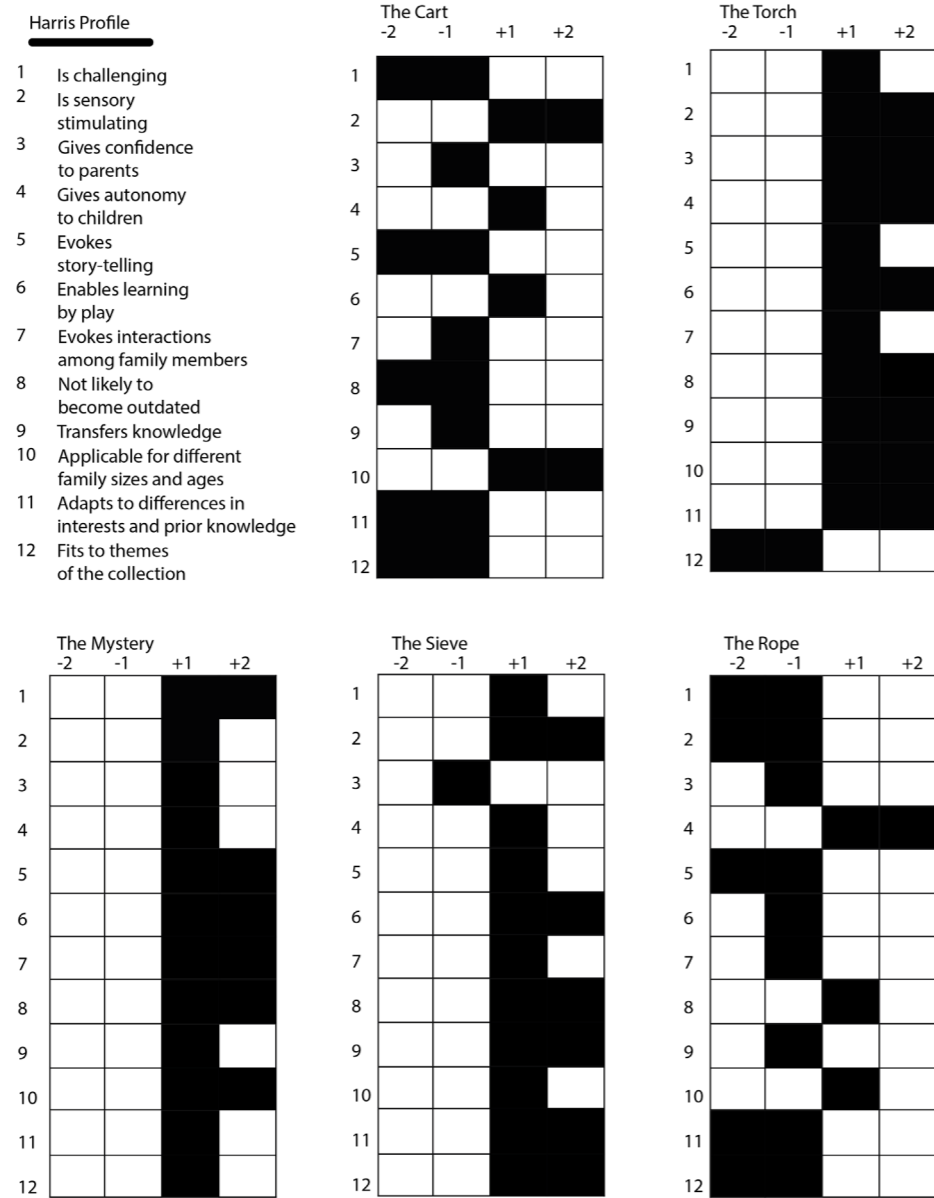 Harris Profile
1 Is challenging
2 Is sensory
stimulating
3 Gives confidence
to parents
4 Gives autonomy
to children
5 Evokes
story-telling
6 Enables learning
by play
7 Evokes interactions
among family members
8 Not likely to
become outdated
9 Transfers knowledge
10 Applicable for different
family sizes and ages
11 Adapts to differences in
interests and prior knowledge
12 Fits to themes
of the collection
The Cart
-2 -1 +1 +2
1
2
3
4
5
6
7
8
9
10
11
12
The Torch
-2 -1 +1 +2
1
2
3
4
5
6
7
8
9
10
11
12
The Mystery
-2 -1 +1 +2
1
2
3
4
5
6
7
8
9
10
11
12
The Sieve
-2 -1 +1 +2
1
2
3
4
5
6
7
8
9
10
11
12
The Rope
-2 -1 +1 +2
1
2
3
4
5
6
7
8
9
10
11
12